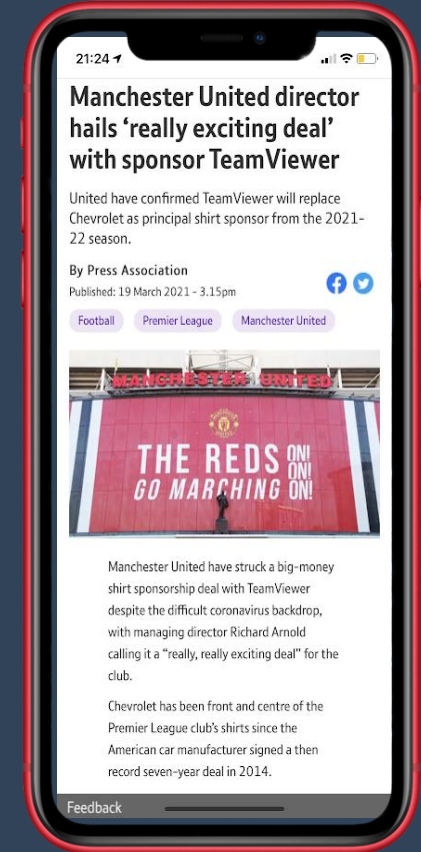 21:24
Manchester United director
hails ‘really exciting deal’
with sponsor TeamViewer
United have confirmed TeamViewer will replace
Chevrolet as principal shirt sponsor from the 2021-
22 season.
By Press Association
Published: 19 March 2021 - 3.15pm
Football
Premier League
Manchester United
MANCHESTER UNITED
THE REDS ON!
ON!
GO MARCHING ON!
Manchester United have struck a big-money
shirt sponsorship deal with TeamViewer
despite the difficult coronavirus backdrop,
with managing director Richard Arnold
calling it a “really, really exciting deal” for the
club.
Chevrolet has been front and centre of the
Premier League club’s shirts since the
American car manufacturer signed a then
record seven-year deal in 2014.
Feedback